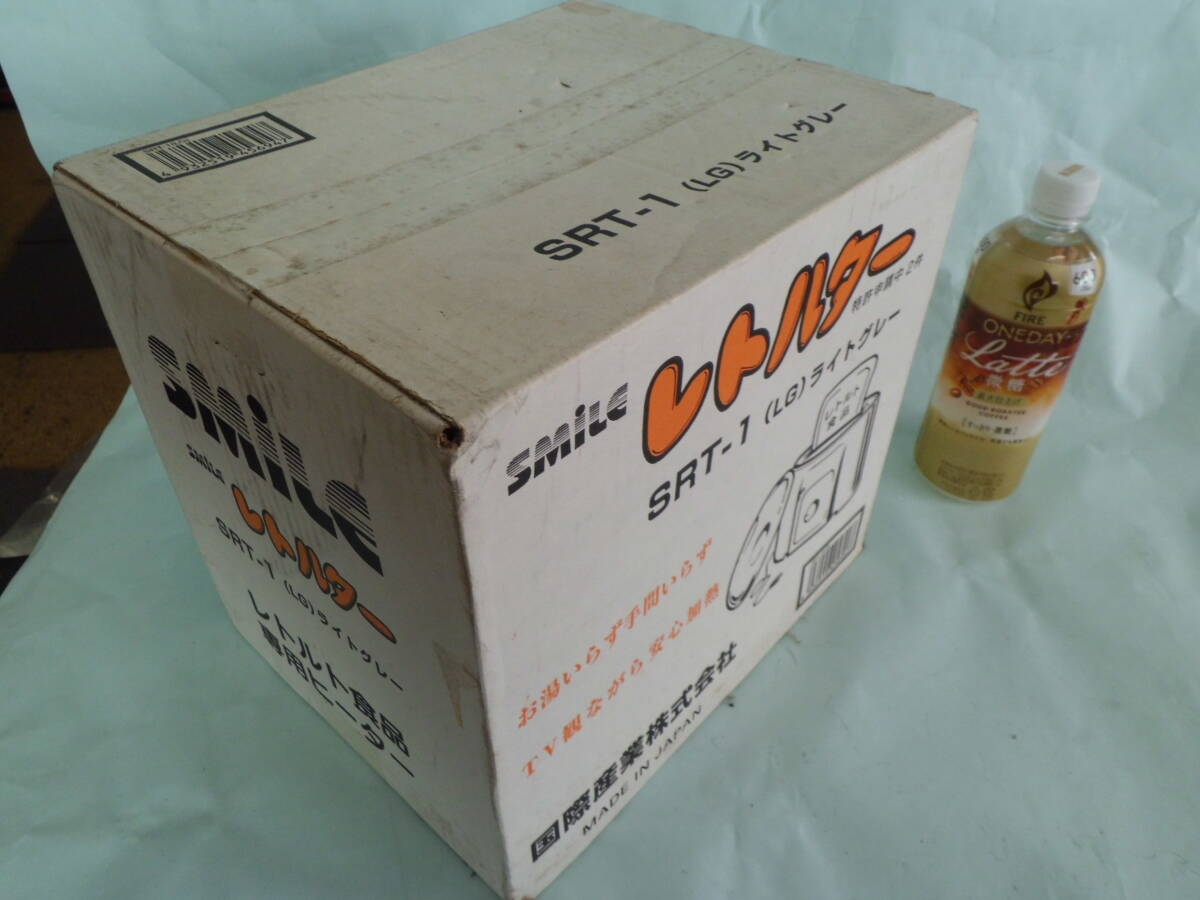 SRT-1 (LG)ライトグレー
SMiLE
SMiLE
レトハター
SRT-1 (LG)ライトグレー
レトルト食品
専用ヒーター
SMiLE レトハター
特許申請中2件
SRT-1 (LG)ライトグレー
レトルト
食品
お湯いらず手間いらず
TV観ながら安心加熱
国際産業株式会社
MADE IN JAPAN
FIRE
ONEDAY
Latte
微糖